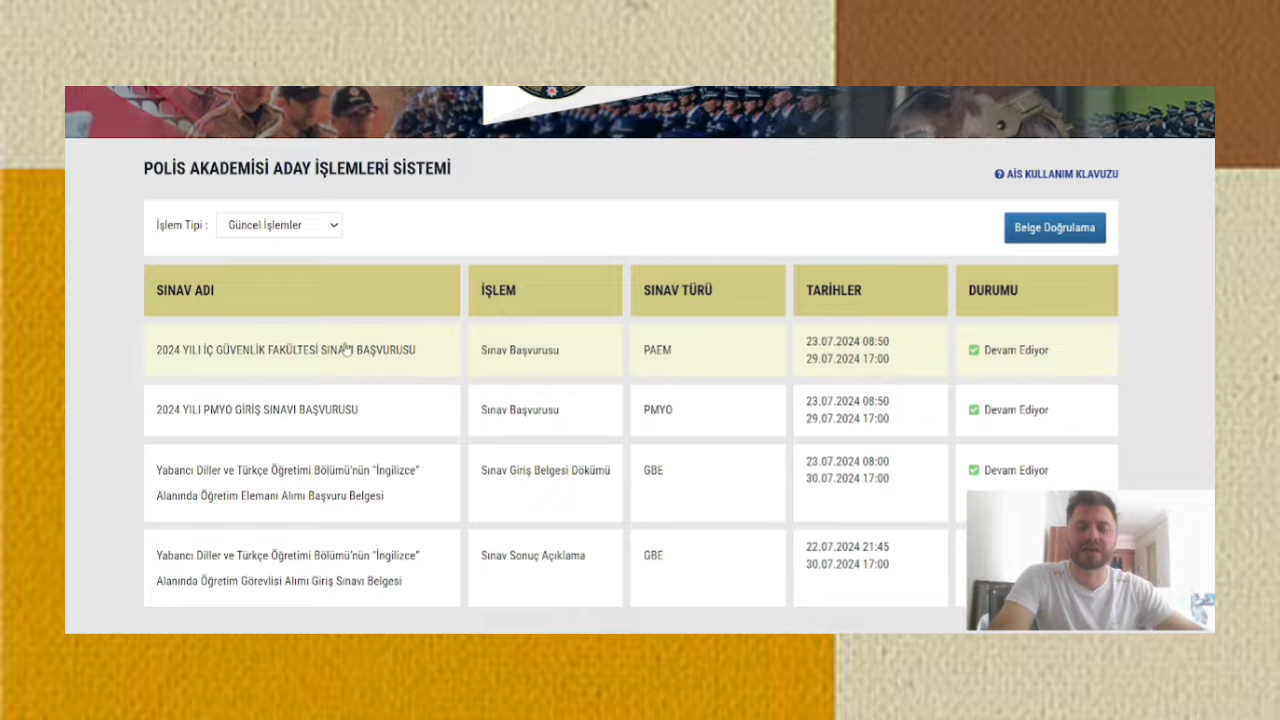 POLİS AKADEMİSİ ADAY İŞLEMLERİ SİSTEMİ
AİS KULLANIM KLAVUZU
İşlem Tipi :
Güncel İşlemler
Belge Doğrulama
SINAV ADI
İŞLEM
SINAV TÜRÜ
TARİHLER
DURUMU
2024 YILI İÇ GÜVENLİK FAKÜLTESİ SINAVI BAŞVURUSU
Sınav Başvurusu
PAEM
23.07.2024 08:50
29.07.2024 17:00
Devam Ediyor
2024 YILI PMYO GİRİŞ SINAVI BAŞVURUSU
Sınav Başvurusu
PMYO
23.07.2024 08:50
29.07.2024 17:00
Devam Ediyor
Yabancı Diller ve Türkçe Öğretimi Bölümü'nün "İngilizce"
Alanında Öğretim Elemanı Alımı Başvuru Belgesi
Sınav Giriş Belgesi Dökümü
GBE
23.07.2024 08:00
30.07.2024 17:00
Devam Ediyor
Yabancı Diller ve Türkçe Öğretimi Bölümü'nün "İngilizce"
Alanında Öğretim Görevlisi Alımı Giriş Sınavı Belgesi
Sınav Sonuç Açıklama
GBE
22.07.2024 21:45
30.07.2024 17:00